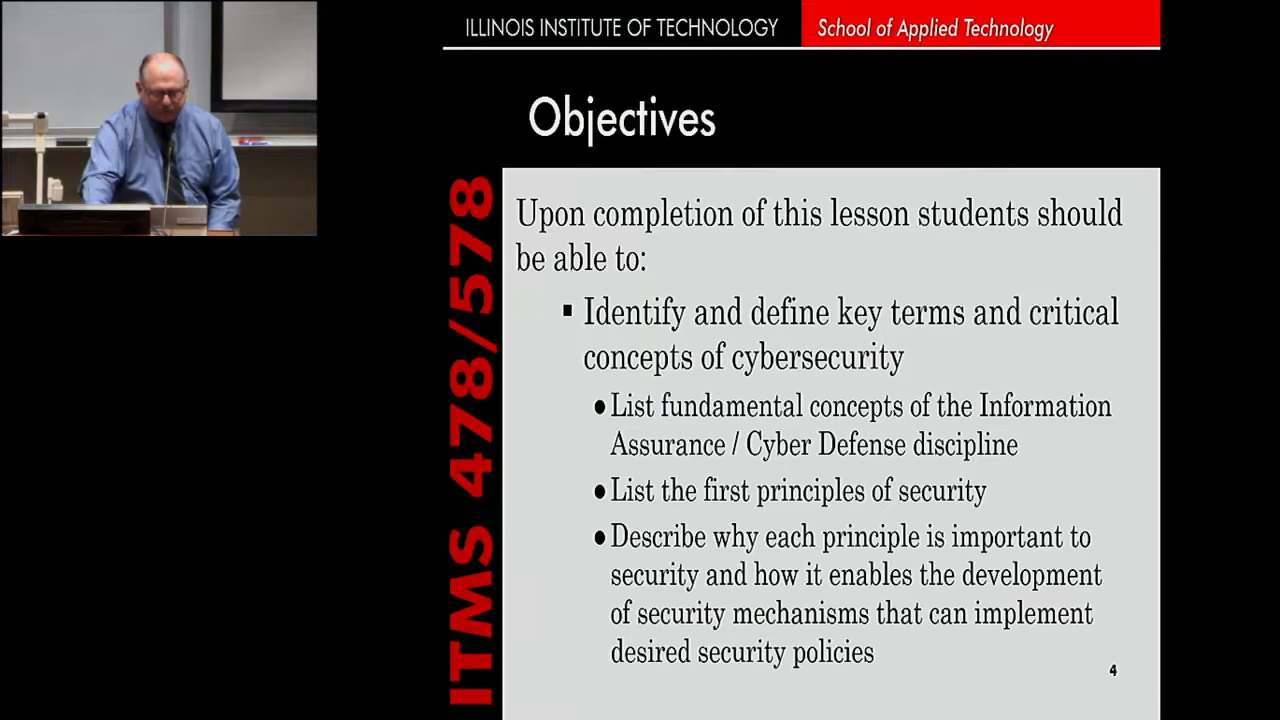 ILLINOIS INSTITUTE OF TECHNOLOGY School of Applied Technology
Objectives
ITMS 478/578
Upon completion of this lesson students should
be able to:
▪ Identify and define key terms and critical
concepts of cybersecurity
● List fundamental concepts of the Information
Assurance / Cyber Defense discipline
● List the first principles of security
● Describe why each principle is important to
security and how it enables the development
of security mechanisms that can implement
desired security policies
4